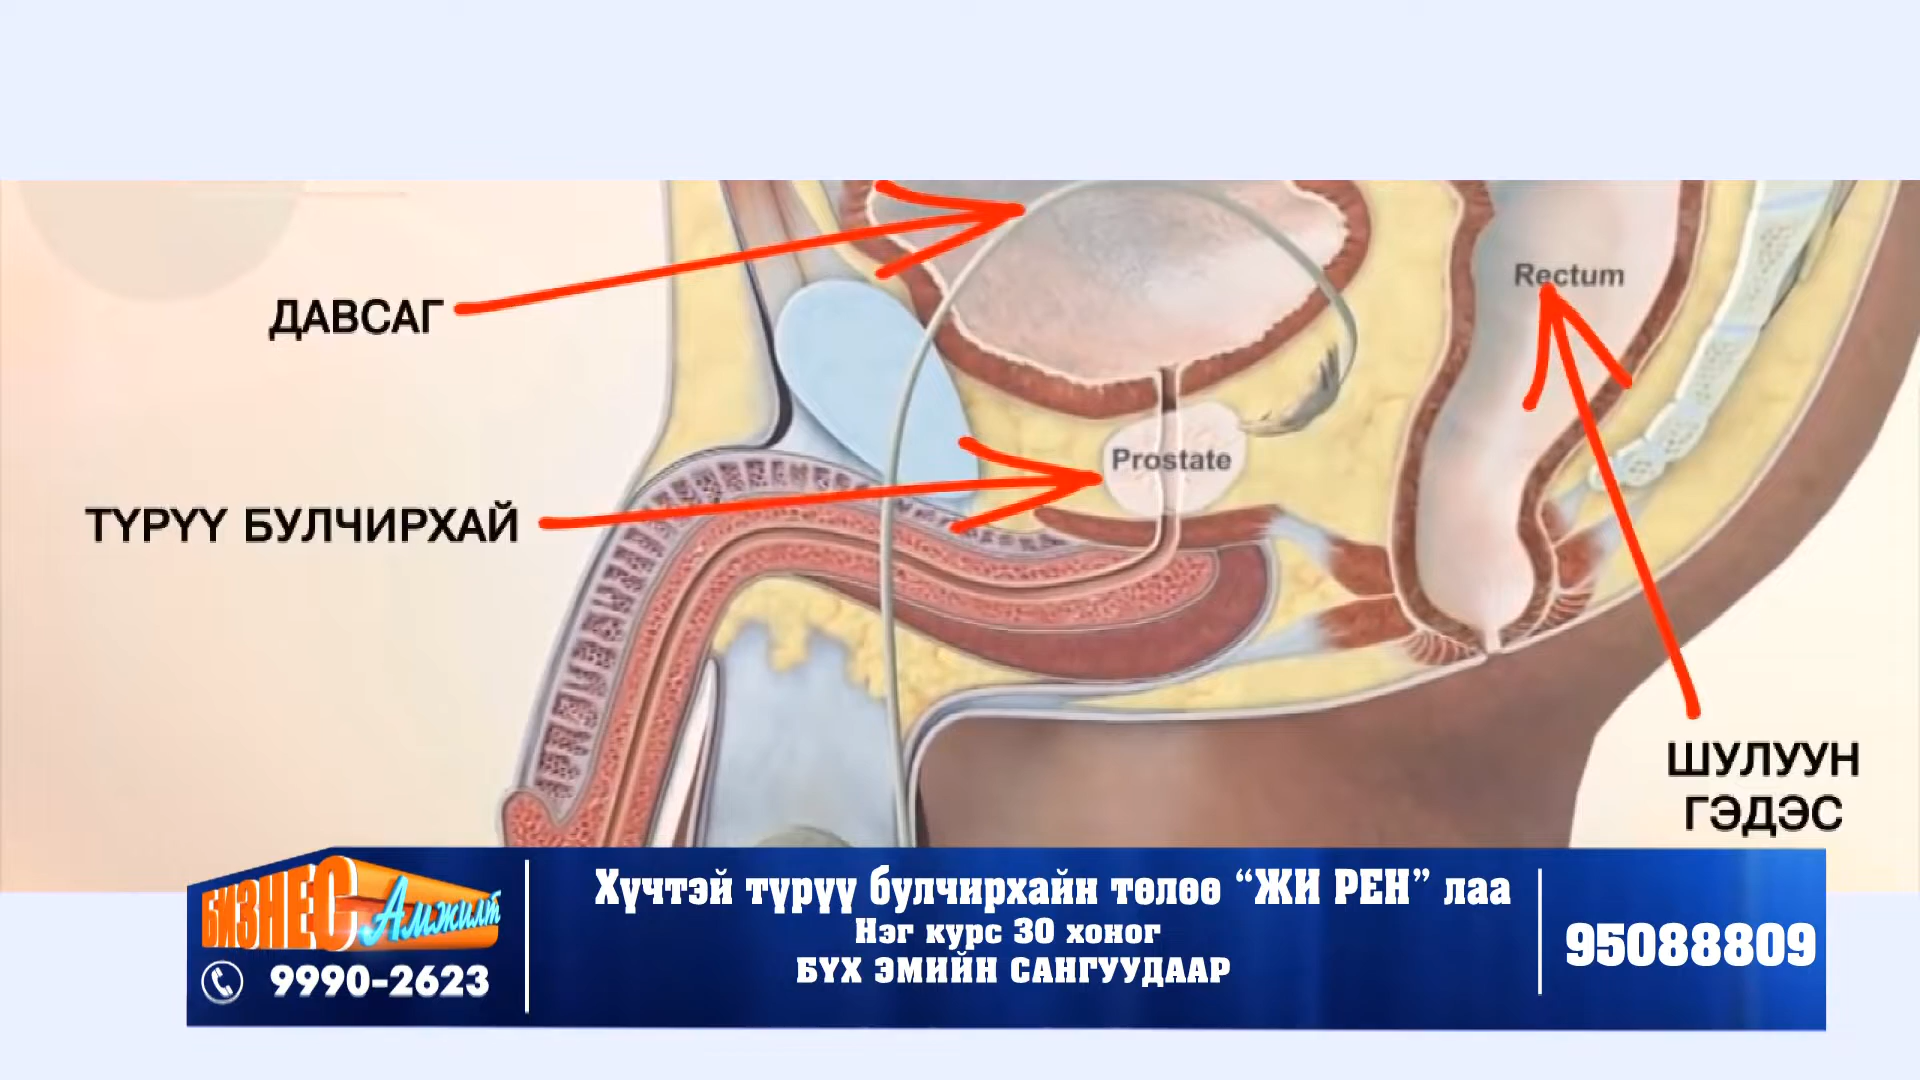 Rectum
ДАВСАГ
Prostate
ТҮРҮҮ БУЛЧИРХАЙ
ШУЛУУН
ГЭДЭС
БИЗНЕС Амжилт
9990-2623
Хүчтэй түрүү булчирхайн төлөө “ЖИ РЕН” лаа
Нэг курс 30 хоног
БҮХ ЭМИЙН САНГУУДААР
95088809